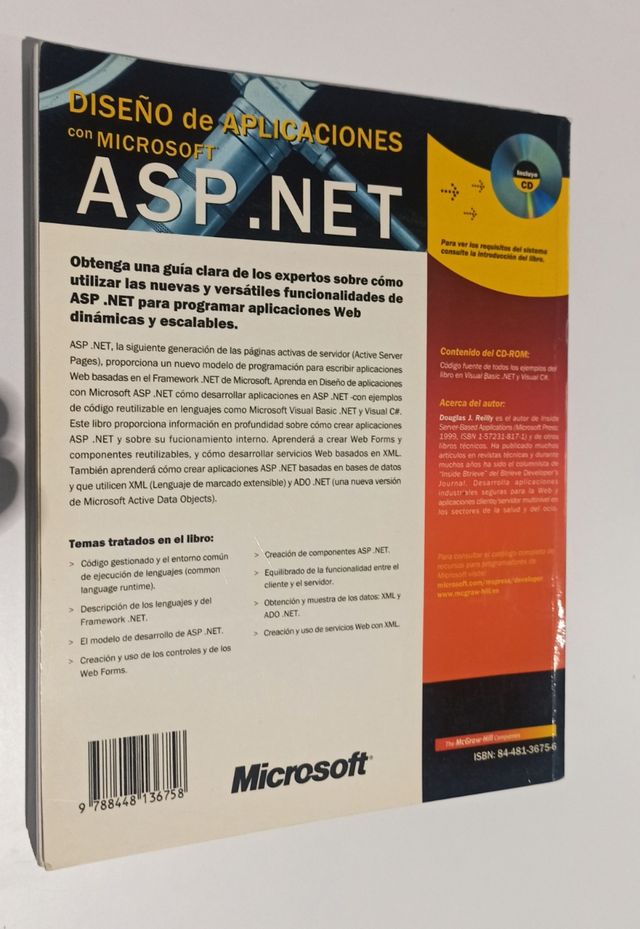 DISEÑO de APLICACIONES
con MICROSOFT
ASP .NET
Incluye
CD
Para ver los requisitos del sistema
consulte la introducción del libro.
Obtenga una guía clara de los expertos sobre cómo
utilizar las nuevas y versátiles funcionalidades de
ASP .NET para programar aplicaciones Web
dinámicas y escalables.
ASP .NET, la siguiente generación de las páginas activas de servidor (Active Server
Pages), proporciona un nuevo modelo de programación para escribir aplicaciones
Web basadas en el Framework .NET de Microsoft. Aprenda en Diseño de aplicaciones
con Microsoft ASP .NET cómo desarrollar aplicaciones en ASP .NET -con ejemplos
de código reutilizable en lenguajes como Microsoft Visual Basic .NET y Visual C#.
Este libro proporciona información en profundidad sobre cómo crear aplicaciones
ASP .NET y sobre su fucionamiento interno. Aprenderá a crear Web Forms y
componentes reutilizables, y cómo desarrollar servicios Web basados en XML.
También aprenderá cómo crear aplicaciones ASP .NET basadas en bases de datos
y que utilicen XML (Lenguaje de marcado extensible) y ADO .NET (una nueva versión
de Microsoft Active Data Objects).
Temas tratados en el libro:
> Código gestionado y el entorno común
de ejecución de lenguajes (common
language runtime).
> Descripción de los lenguajes y del
Framework .NET.
> El modelo de desarrollo de ASP .NET.
> Creación y uso de los controles y de los
Web Forms.
> Creación de componentes ASP .NET.
> Equilibrado de la funcionalidad entre el
cliente y el servidor.
> Obtención y muestra de los datos: XML y
ADO .NET.
> Creación y uso de servicios Web con XML.
Contenido del CD-ROM:
Código fuente de todos los ejemplos del
libro en Visual Basic .NET y Visual C#.
Acerca del autor:
Douglas J. Reilly es el autor de Inside
Server-Based Applications (Microsoft Press;
1999, ISBN 1-57231-817-1) y de otros
libros técnicos. Ha publicado muchos
artículos en revistas técnicas y durante
muchos años ha sido el columnista de
"Inside Btrieve" del Btrieve Developer's
Journal. Desarrolla aplicaciones
industriales seguras para la Web y
aplicaciones cliente/servidor multinivel en
los sectores de la salud y del ocio.
Para consultar el catálogo completo de
recursos para programadores de
Microsoft visite:
microsoft.com/mspress/developer
www.mcgraw-hill.es
The McGraw-Hill Companies
ISBN: 84-481-3675-6
9 788448 136758
Microsoft®